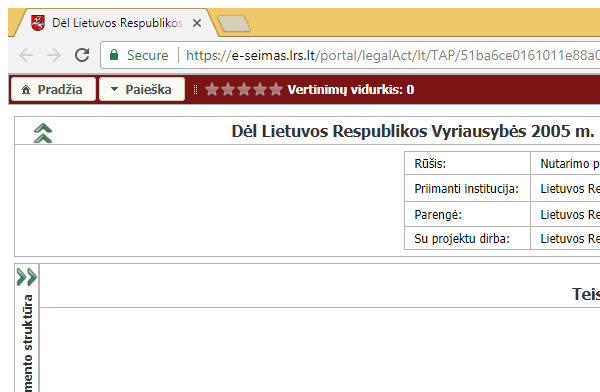 Dėl Lietuvos Respublikos
Secure https://e-seimas.lrs.lt/portal/legalAct/lt/TAP/51ba6ce0161011e88a0
Pradžia Paieška Vertinimų vidurkis: 0
Dėl Lietuvos Respublikos Vyriausybės 2005 m.
Rūšis: Nutarimo p
Priimanti institucija: Lietuvos Re
Parengė: Lietuvos Re
Su projektu dirba: Lietuvos Re
Teis
mento struktūra